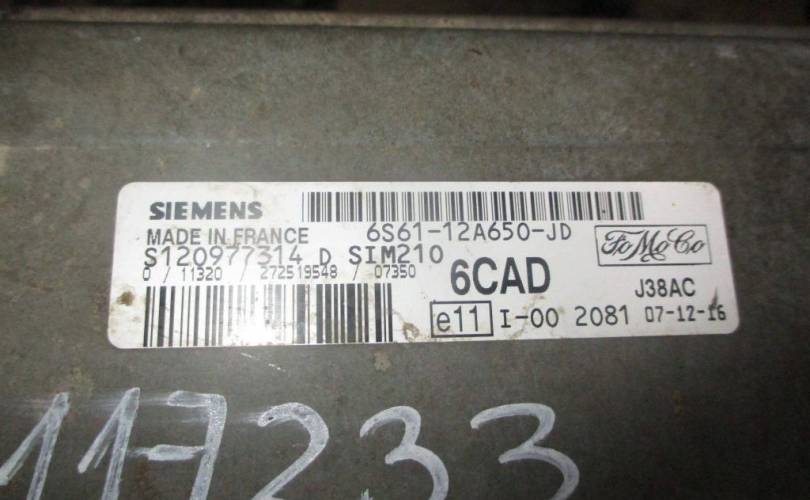 SIEMENS
MADE IN FRANCE 6S61-12A650-JD FoMoCo
S120977314 D SIM210
0 / 11320 / 272519548 / 07350 6CAD J38AC
e11 I-00 2081 07-12-16
117233